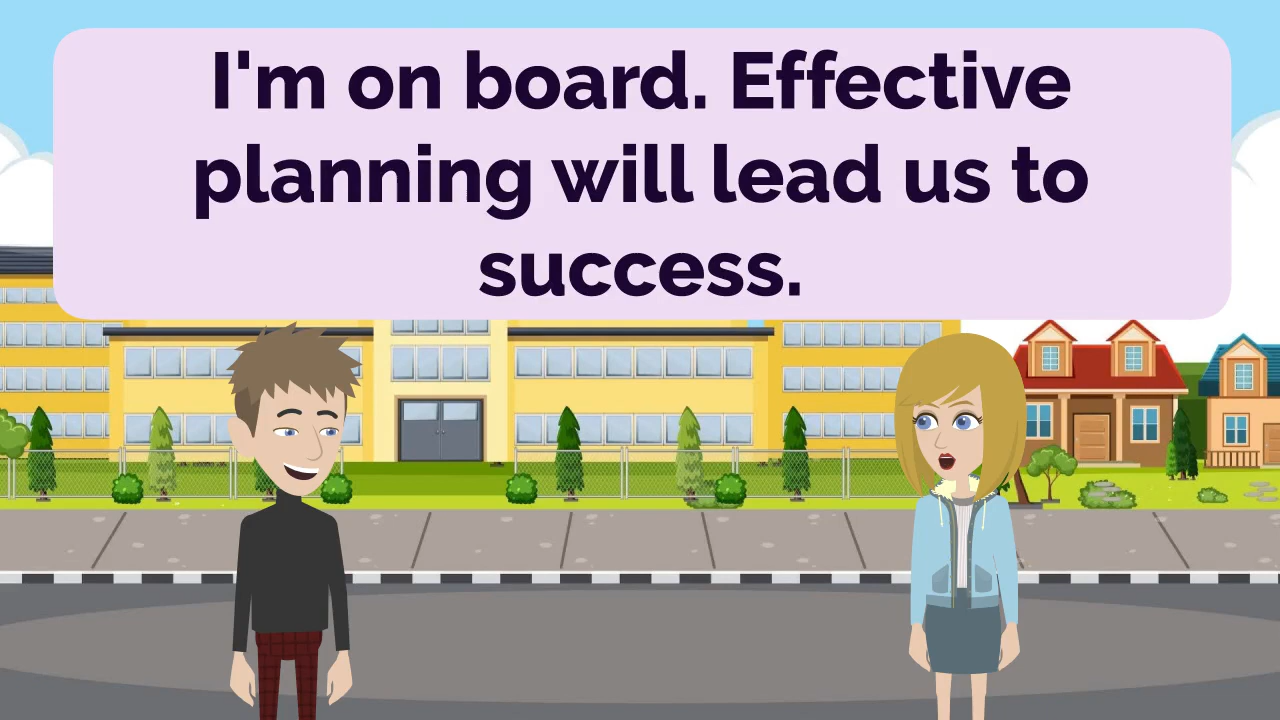 I'm on board. Effective
planning will lead us to
success.